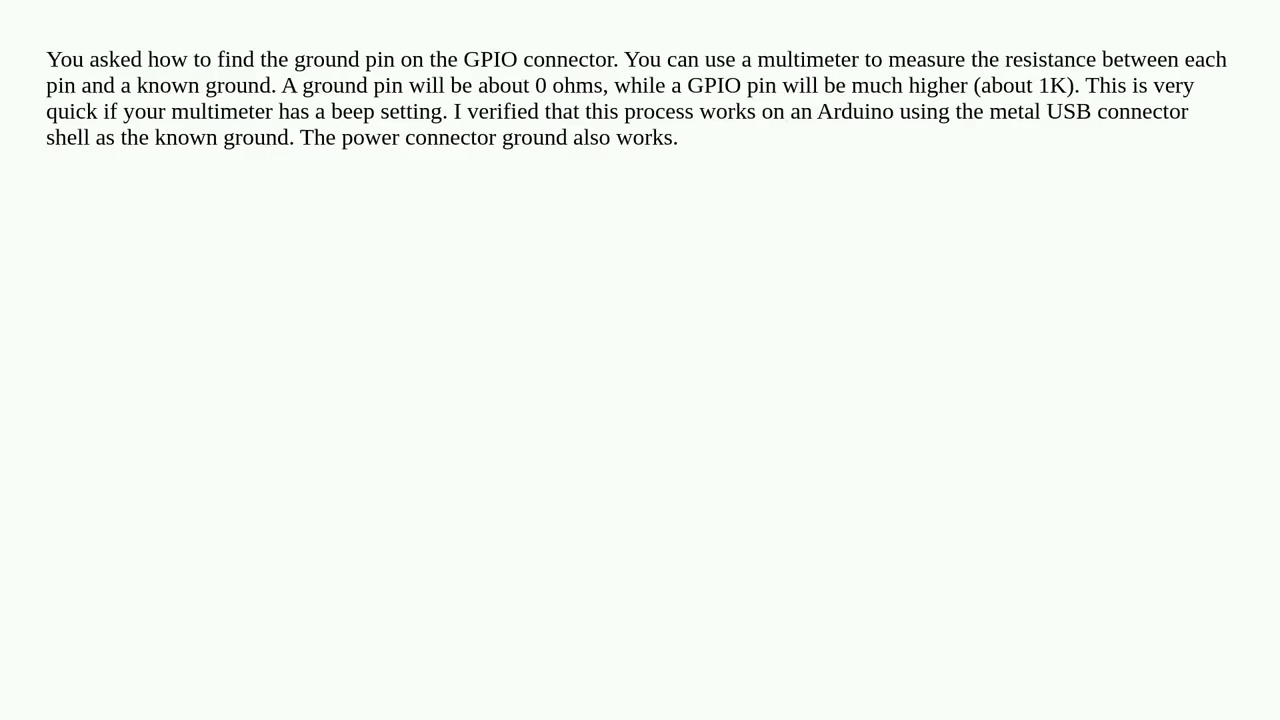 You asked how to find the ground pin on the GPIO connector. You can use a multimeter to measure the resistance between each
pin and a known ground. A ground pin will be about 0 ohms, while a GPIO pin will be much higher (about 1K). This is very
quick if your multimeter has a beep setting. I verified that this process works on an Arduino using the metal USB connector
shell as the known ground. The power connector ground also works.